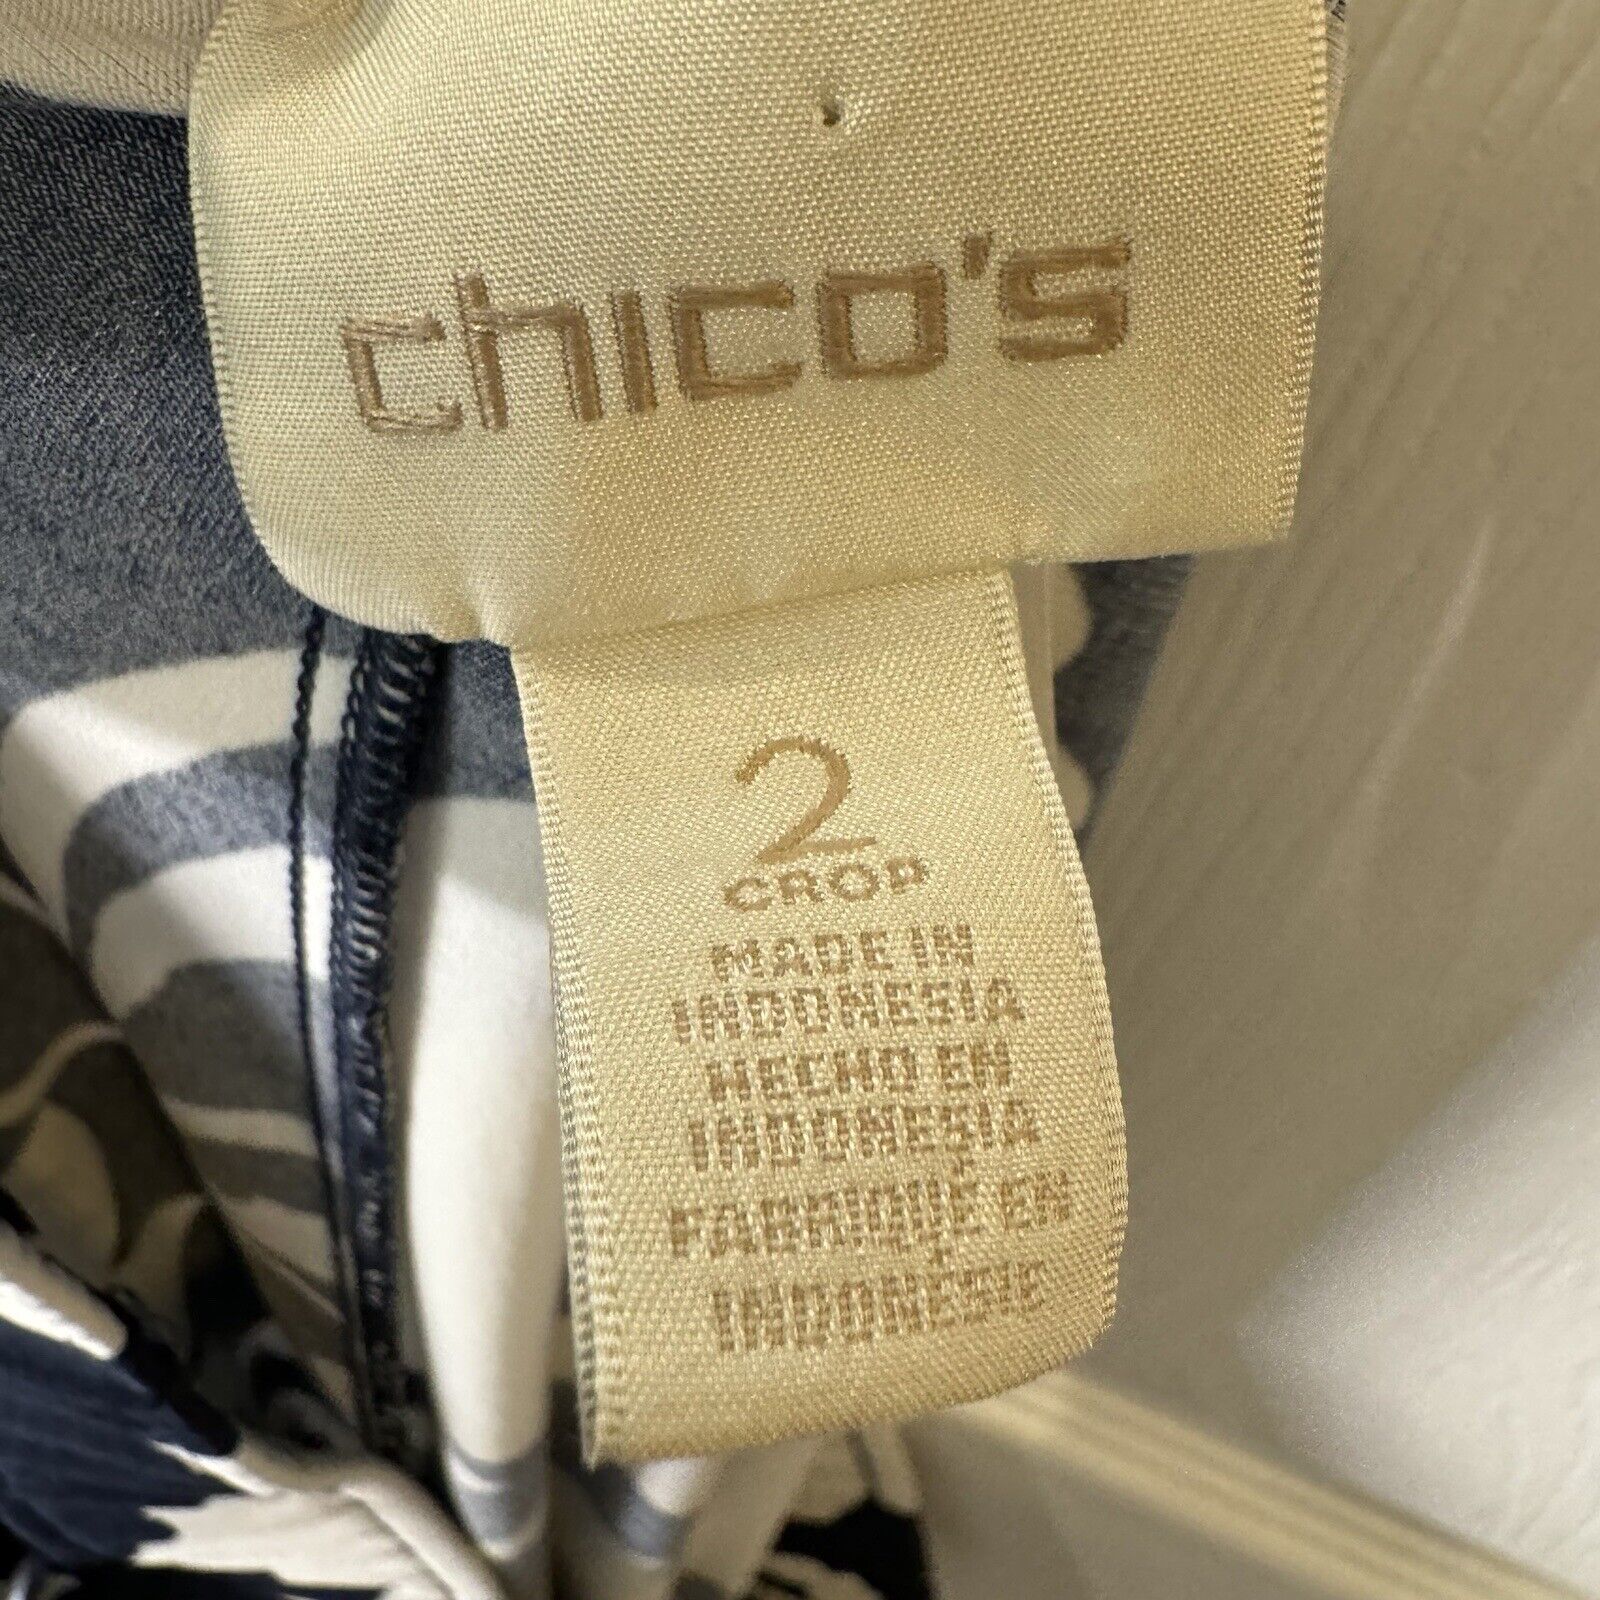 chico's
2
CROP
MADE IN
INDONESIA
HECHO EN
INDONESIA
FABRIQUÉ EN
INDONÉSIE